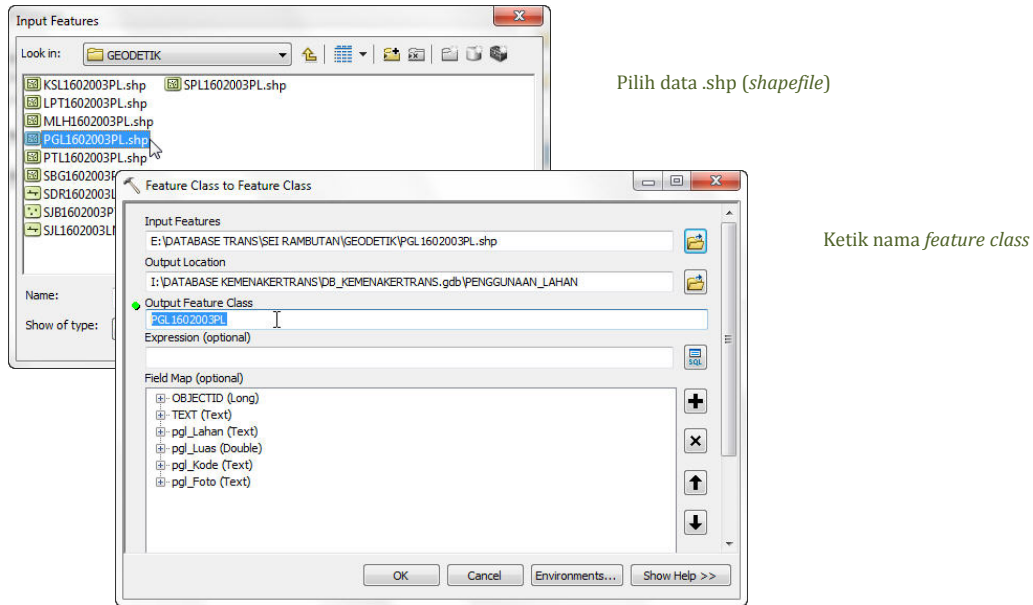 Input Features
Look in: GEODETIK
KSL1602003PL.shp SPL1602003PL.shp
LPT1602003PL.shp
MLH1602003PL.shp
PGL1602003PL.shp
PTL1602003PL.shp
SBG1602003P
SDR1602003L
SJB1602003P
SJL1602003LN
Name:
Show of type:
Pilih data .shp (shapefile)
Feature Class to Feature Class
Input Features
E:\DATABASE TRANS\SEI RAMBUTAN\GEODETIK\PGL1602003PL.shp
Output Location
I:\DATABASE KEMENAKERTRANS\DB_KEMENAKERTRANS.gdb\PENGGUNAAN_LAHAN
Output Feature Class
PGL1602003PL
Expression (optional)
SQL
Field Map (optional)
OBJECTID (Long)
TEXT (Text)
pgl_Lahan (Text)
pgl_Luas (Double)
pgl_Kode (Text)
pgl_Foto (Text)
OK Cancel Environments... Show Help >>
Ketik nama feature class